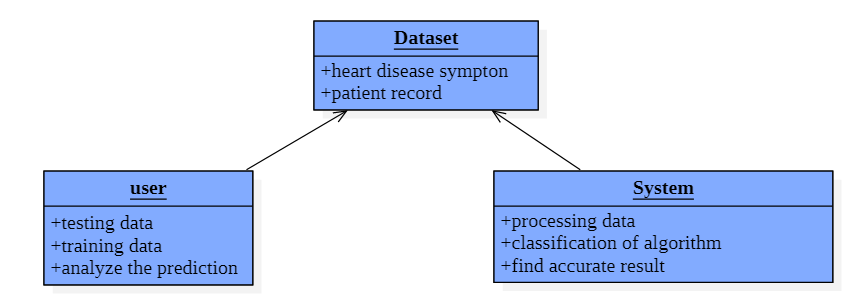 Dataset
+heart disease sympton
+patient record
user
+testing data
+training data
+analyze the prediction
System
+processing data
+classification of algorithm
+find accurate result